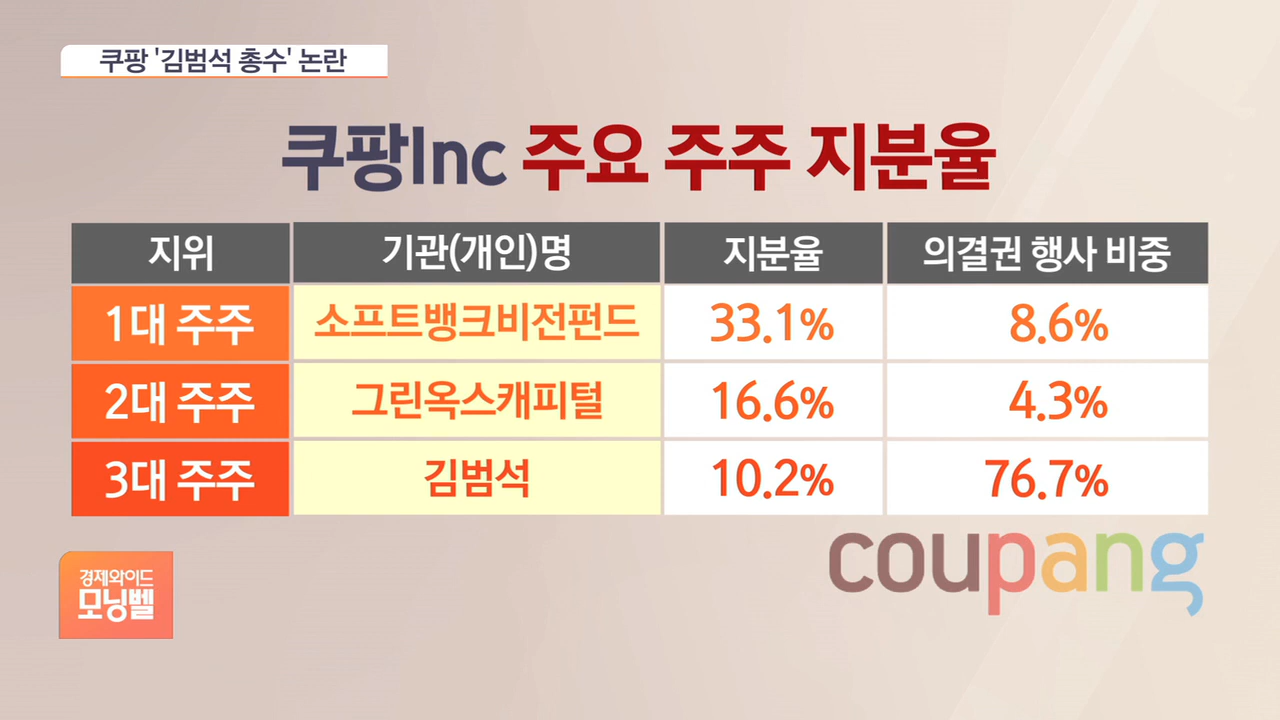 쿠팡 '김범석 총수' 논란
쿠팡Inc 주요 주주 지분율
지위 기관(개인)명 지분율 의결권 행사 비중
1대 주주 소프트뱅크비전펀드 33.1% 8.6%
2대 주주 그린옥스캐피털 16.6% 4.3%
3대 주주 김범석 10.2% 76.7%
coupang
경제와이드
모닝벨